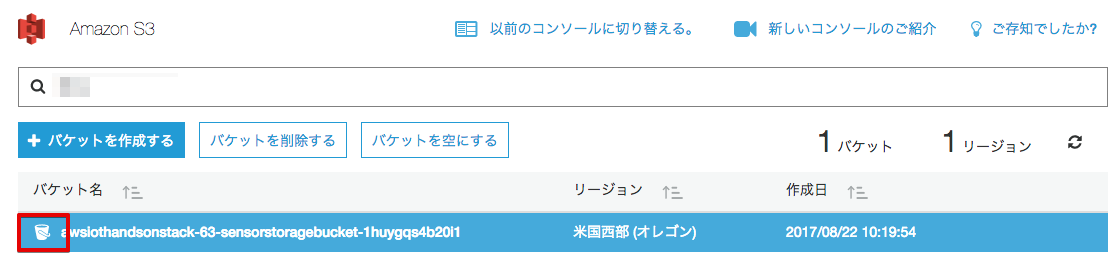 Amazon S3 以前のコンソールに切り替える。 新しいコンソールのご紹介 ご存知でしたか?
+ バケットを作成する バケットを削除する バケットを空にする 1 バケット 1 リージョン
バケット名 リージョン 作成日
awsiothandsonstack-63-sensorstoragebucket-1huygqs4b20i1 米国西部 (オレゴン) 2017/08/22 10:19:54